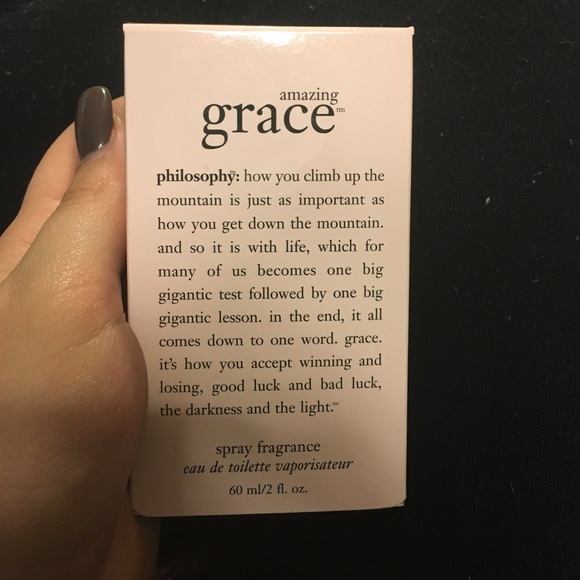 amazing
grace™
philosophy: how you climb up the
mountain is just as important as
how you get down the mountain.
and so it is with life, which for
many of us becomes one big
gigantic test followed by one big
gigantic lesson. in the end, it all
comes down to one word. grace.
it's how you accept winning and
losing, good luck and bad luck,
the darkness and the light.℠
spray fragrance
eau de toilette vaporisateur
60 ml/2 fl. oz.